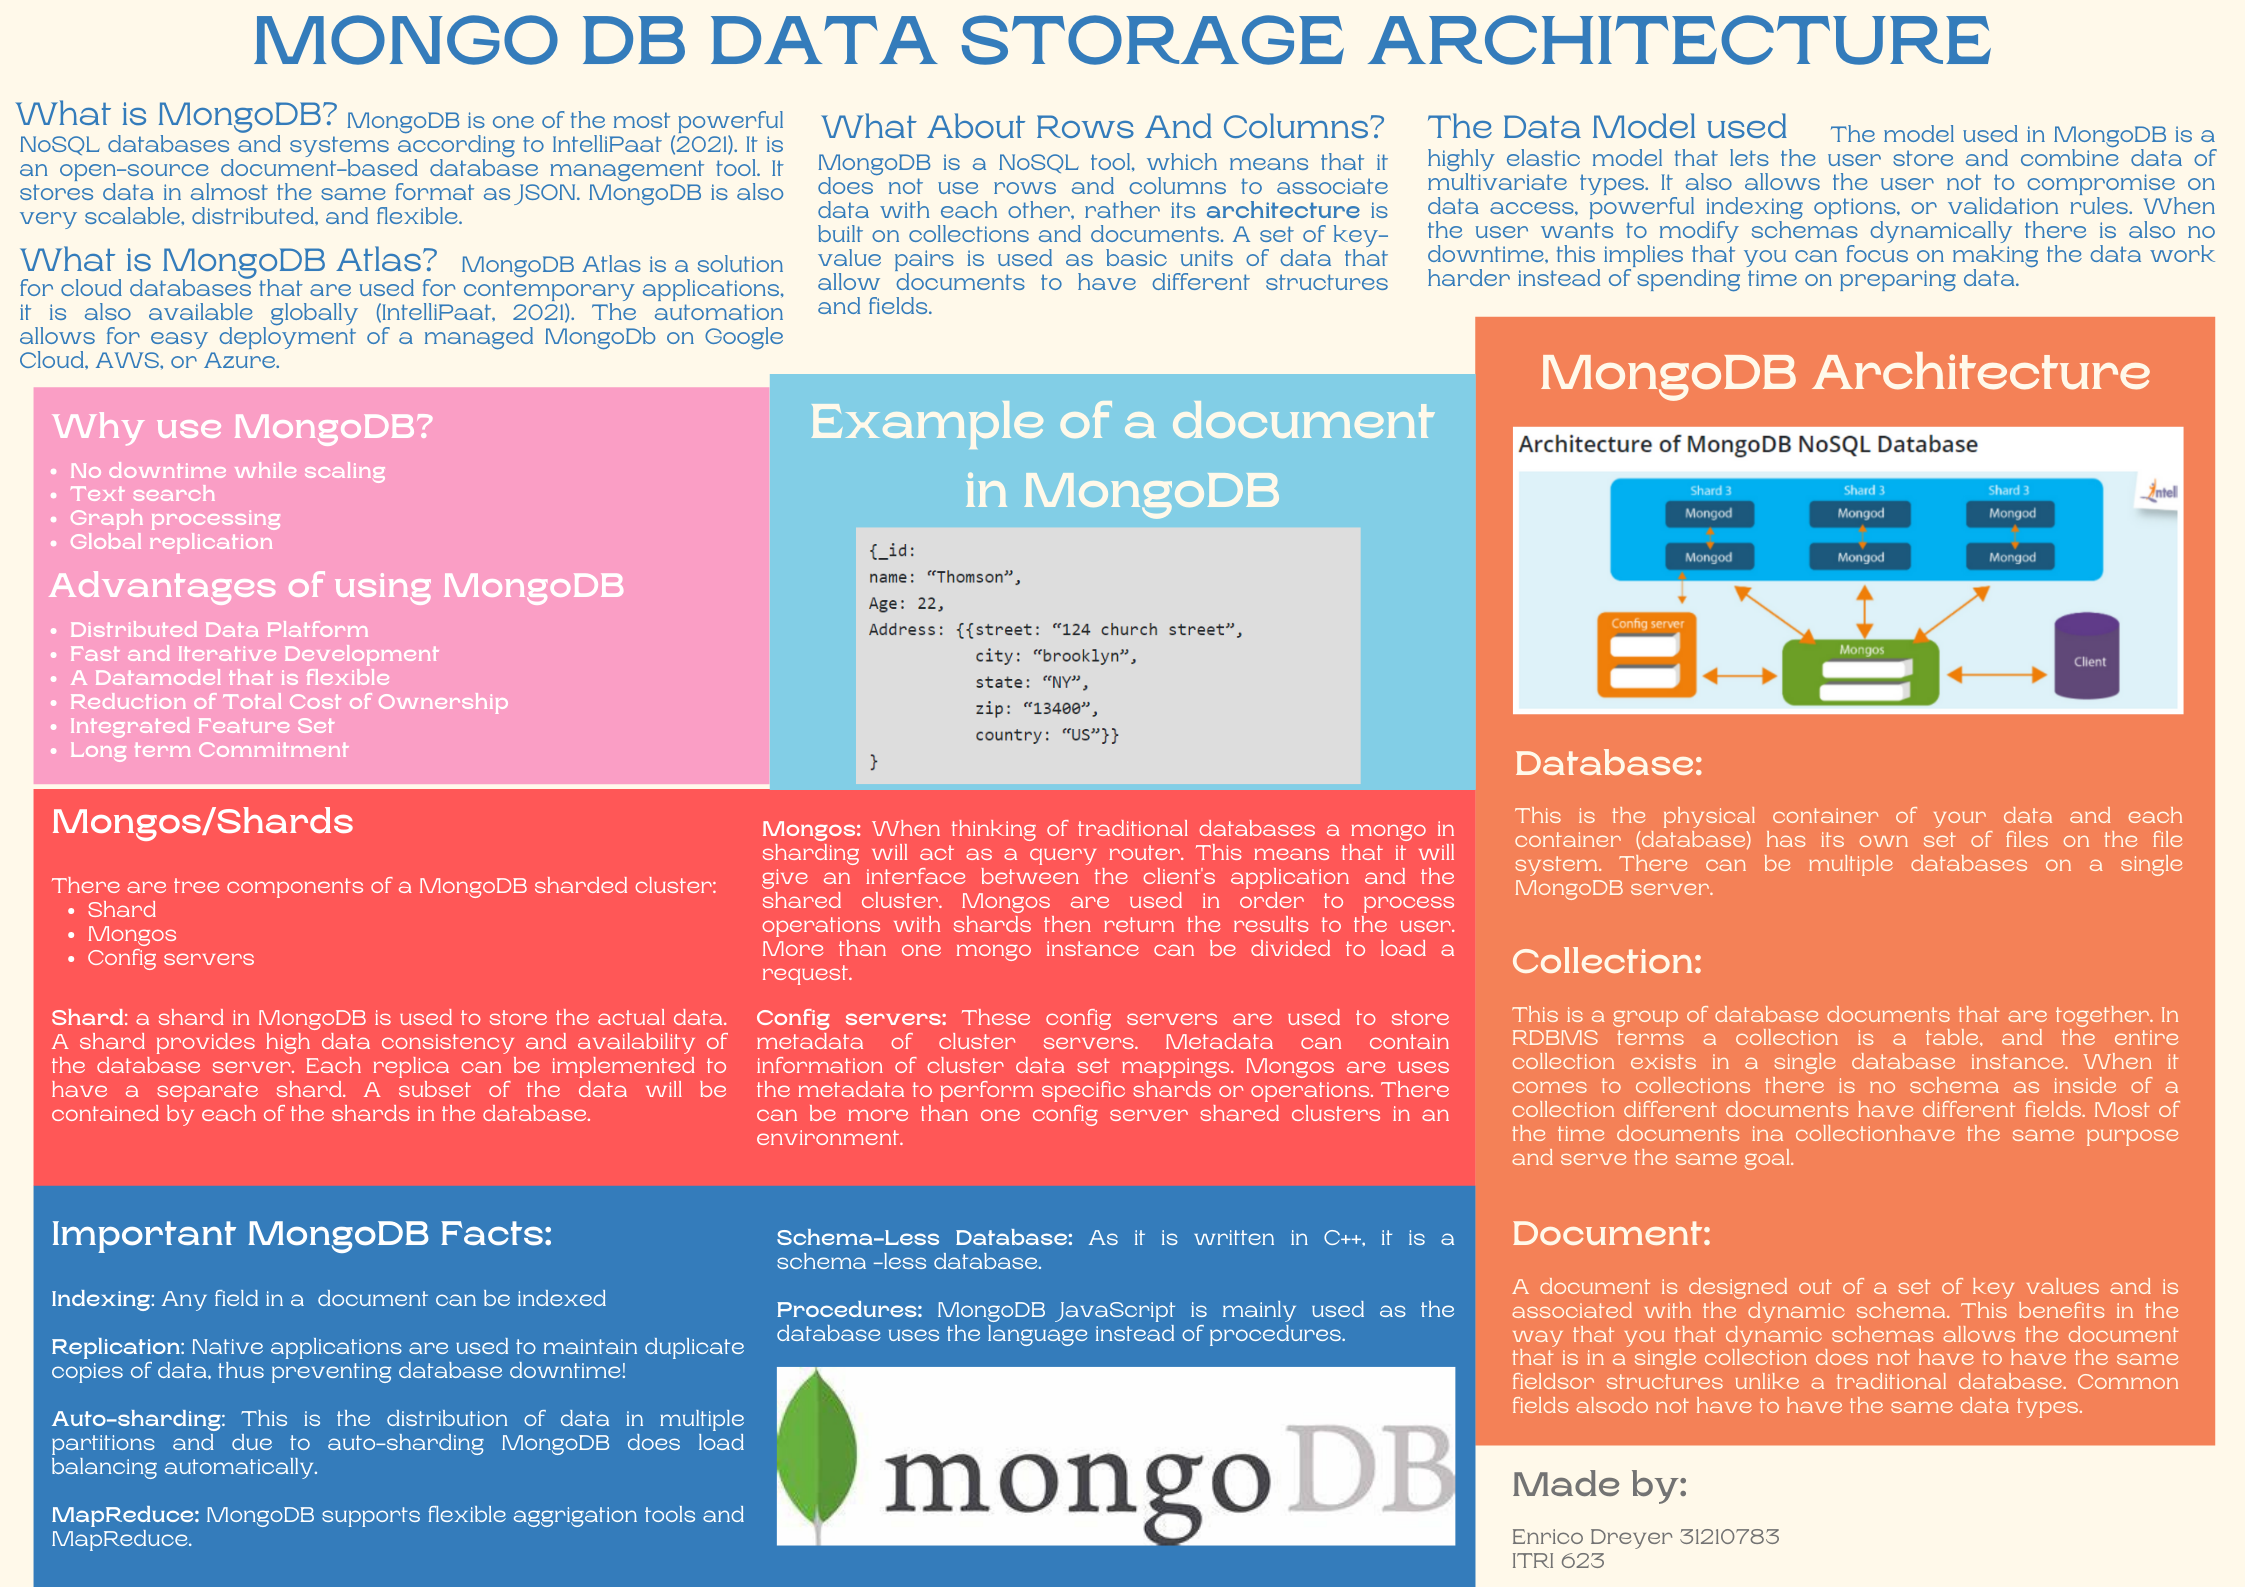 MONGO DB DATA STORAGE ARCHITECTURE
What is MongoDB? MongoDB is one of the most powerful
NoSQL databases and systems according to IntelliPaat (2021). It is
an open-source document-based database management tool. It
stores data in almost the same format as JSON. MongoDB is also
very scalable, distributed, and flexible.
What is MongoDB Atlas? MongoDB Atlas is a solution
for cloud databases that are used for contemporary applications,
it is also available globally (IntelliPaat, 2021). The automation
allows for easy deployment of a managed MongoDb on Google
Cloud, AWS, or Azure.
What About Rows And Columns?
MongoDB is a NoSQL tool, which means that it
does not use rows and columns to associate
data with each other, rather its architecture is
built on collections and documents. A set of key-
value pairs is used as basic units of data that
allow documents to have different structures
and fields.
The Data Model used The model used in MongoDB is a
highly elastic model that lets the user store and combine data of
multivariate types. It also allows the user not to compromise on
data access, powerful indexing options, or validation rules. When
the user wants to modify schemas dynamically there is also no
downtime, this implies that you can focus on making the data work
harder instead of spending time on preparing data.
Why use MongoDB?
• No downtime while scaling
• Text search
• Graph processing
• Global replication
Advantages of using MongoDB
• Distributed Data Platform
• Fast and Iterative Development
• A Datamodel that is flexible
• Reduction of Total Cost of Ownership
• Integrated Feature Set
• Long term Commitment
Example of a document
in MongoDB
{_id:
name: “Thomson”,
Age: 22,
Address: {{street: “124 church street”,
city: “brooklyn”,
state: “NY”,
zip: “13400”,
country: “US”}}
}
MongoDB Architecture
Architecture of MongoDB NoSQL Database
Shard 3 Shard 3 Shard 3
Intell
Mongod Mongod Mongod
Mongod Mongod Mongod
Config server
Mongos
Client
Database:
This is the physical container of your data and each
container (database) has its own set of files on the file
system. There can be multiple databases on a single
MongoDB server.
Collection:
This is a group of database documents that are together. In
RDBMS terms a collection is a table, and the entire
collection exists in a single database instance. When it
comes to collections there is no schema as inside of a
collection different documents have different fields. Most of
the time documents ina collectionhave the same purpose
and serve the same goal.
Document:
A document is designed out of a set of key values and is
associated with the dynamic schema. This benefits in the
way that you that dynamic schemas allows the document
that is in a single collection does not have to have the same
fieldsor structures unlike a traditional database. Common
fields alsodo not have to have the same data types.
Mongos/Shards
There are tree components of a MongoDB sharded cluster:
• Shard
• Mongos
• Config servers
Shard: a shard in MongoDB is used to store the actual data.
A shard provides high data consistency and availability of
the database server. Each replica can be implemented to
have a separate shard. A subset of the data will be
contained by each of the shards in the database.
Mongos: When thinking of traditional databases a mongo in
sharding will act as a query router. This means that it will
give an interface between the client's application and the
shared cluster. Mongos are used in order to process
operations with shards then return the results to the user.
More than one mongo instance can be divided to load a
request.
Config servers: These config servers are used to store
metadata of cluster servers. Metadata can contain
information of cluster data set mappings. Mongos are uses
the metadata to perform specific shards or operations. There
can be more than one config server shared clusters in an
environment.
Important MongoDB Facts:
Indexing: Any field in a document can be indexed
Replication: Native applications are used to maintain duplicate
copies of data, thus preventing database downtime!
Auto-sharding: This is the distribution of data in multiple
partitions and due to auto-sharding MongoDB does load
balancing automatically.
MapReduce: MongoDB supports flexible aggrigation tools and
MapReduce.
Schema-Less Database: As it is written in C++, it is a
schema -less database.
Procedures: MongoDB JavaScript is mainly used as the
database uses the language instead of procedures.
mongoDB
Made by:
Enrico Dreyer 31210783
ITRI 623